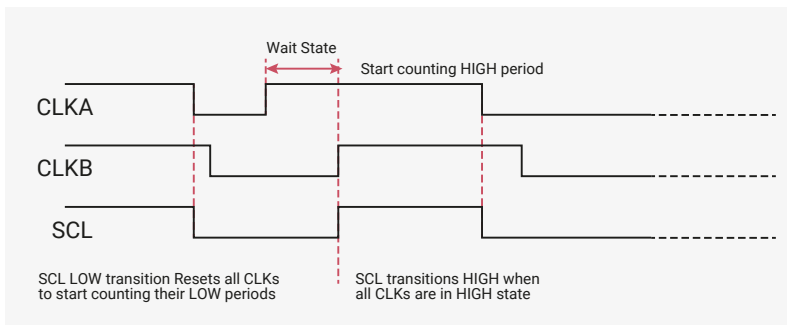 Wait State
Start counting HIGH period
CLKA
CLKB
SCL
SCL LOW transition Resets all CLKs
to start counting their LOW periods
SCL transitions HIGH when
all CLKs are in HIGH state